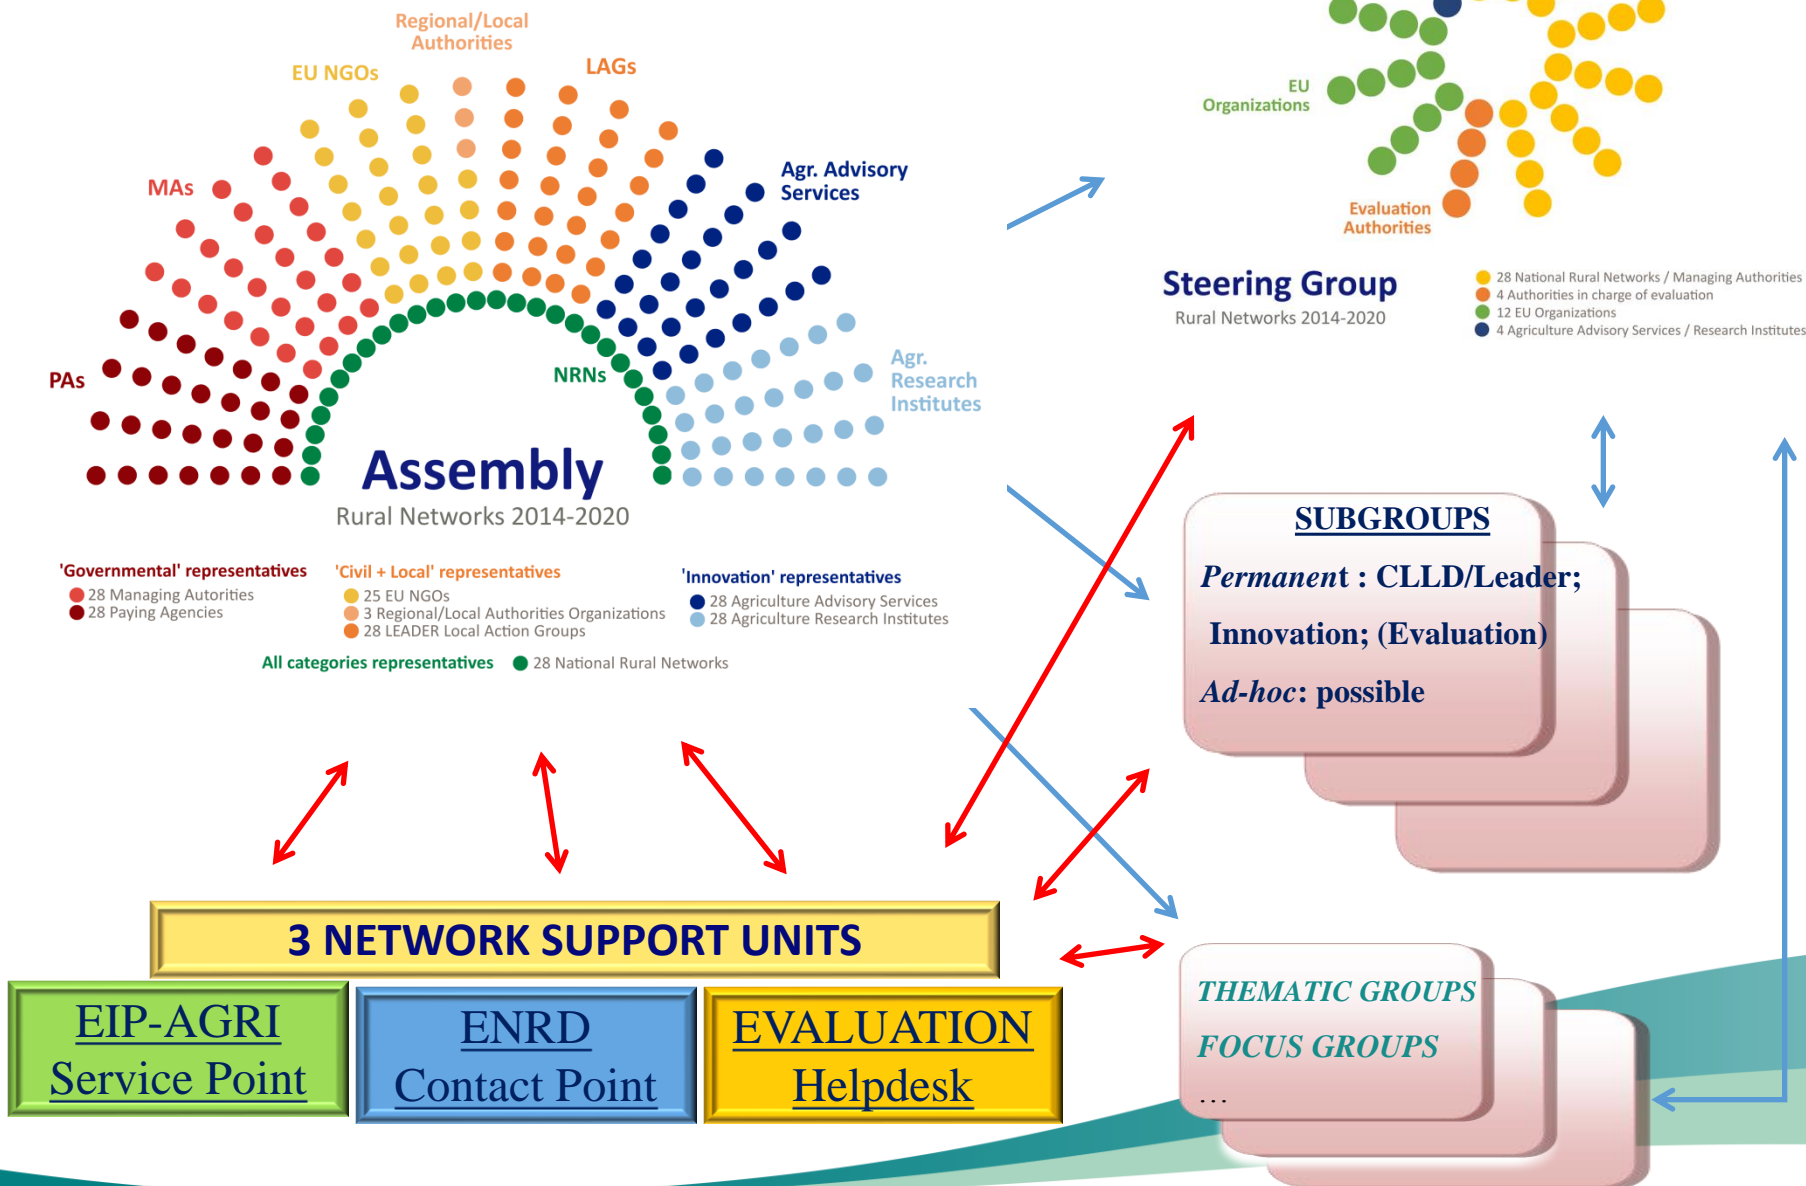 Regional/Local
Authorities
EU NGOs
LAGs
MAs
Agr. Advisory
Services
PAs
NRNs
Agr.
Research
Institutes
Assembly
Rural Networks 2014-2020
'Governmental' representatives
28 Managing Autorities
28 Paying Agencies
'Civil + Local' representatives
25 EU NGOs
3 Regional/Local Authorities Organizations
28 LEADER Local Action Groups
'Innovation' representatives
28 Agriculture Advisory Services
28 Agriculture Research Institutes
All categories representatives 28 National Rural Networks
EU
Organizations
Evaluation
Authorities
Steering Group
Rural Networks 2014-2020
28 National Rural Networks / Managing Authorities
4 Authorities in charge of evaluation
12 EU Organizations
4 Agriculture Advisory Services / Research Institutes
SUBGROUPS
Permanent : CLLD/Leader;
Innovation; (Evaluation)
Ad-hoc: possible
3 NETWORK SUPPORT UNITS
EIP-AGRI
Service Point
ENRD
Contact Point
EVALUATION
Helpdesk
THEMATIC GROUPS
FOCUS GROUPS
…